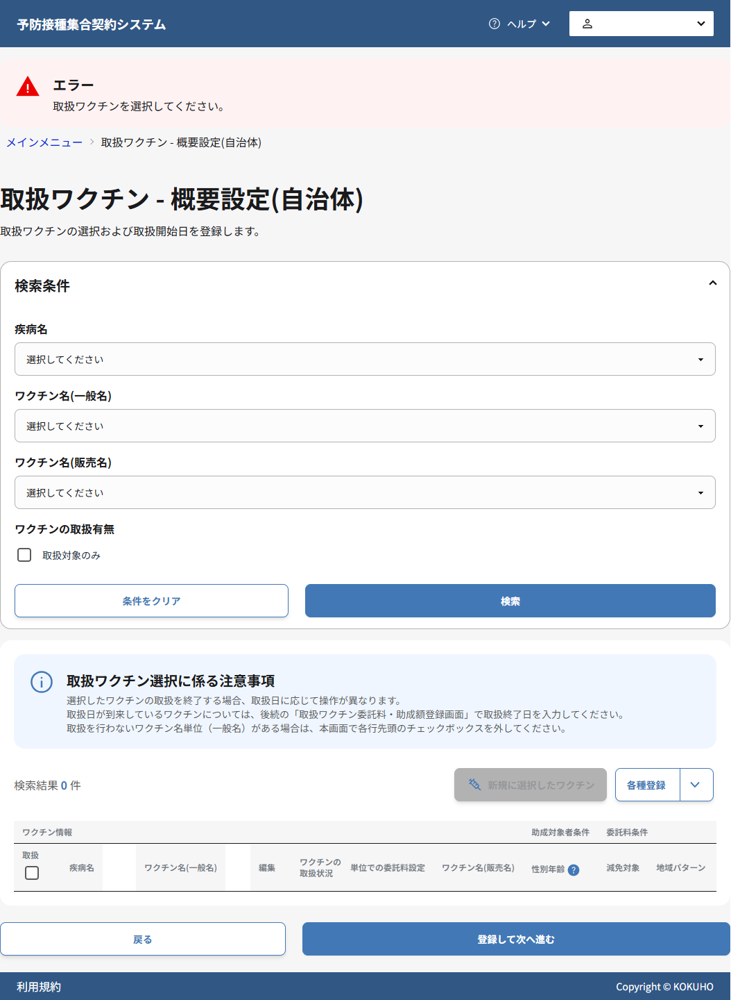 予防接種集合契約システム
ヘルプ
エラー
取扱ワクチンを選択してください。
メインメニュー
取扱ワクチン - 概要設定(自治体)
取扱ワクチン - 概要設定(自治体)
取扱ワクチンの選択および取扱開始日を登録します。
検索条件
疾病名
選択してください
ワクチン名(一般名)
選択してください
ワクチン名(販売名)
選択してください
ワクチンの取扱有無
取扱対象のみ
条件をクリア
検索
取扱ワクチン選択に係る注意事項
選択したワクチンの取扱を終了する場合、取扱日に応じて操作が異なります。
取扱日が到来しているワクチンについては、後続の「取扱ワクチン委託料・助成額登録画面」で取扱終了日を入力してください。
取扱を行わないワクチン名単位（一般名）がある場合は、本画面で各行先頭のチェックボックスを外してください。
検索結果 0 件
新規に選択したワクチン
各種登録
ワクチン情報 助成対象者条件 委託料条件
取扱
疾病名
ワクチン名(一般名)
編集
ワクチンの
取扱状況
単位での委託料設定
ワクチン名(販売名)
性別年齢 ?
減免対象
地域パターン
戻る
登録して次へ進む
利用規約
Copyright © KOKUHO